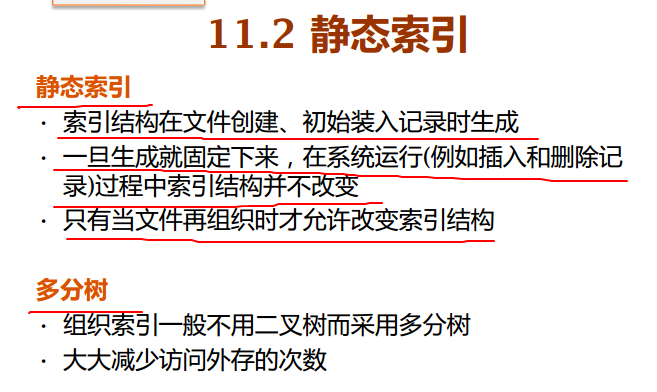 11.2 静态索引
静态索引
· 索引结构在文件创建、初始装入记录时生成
· 一旦生成就固定下来，在系统运行(例如插入和删除记
录)过程中索引结构并不改变
· 只有当文件再组织时才允许改变索引结构
多分树
· 组织索引一般不用二叉树而采用多分树
· 大大减少访问外存的次数